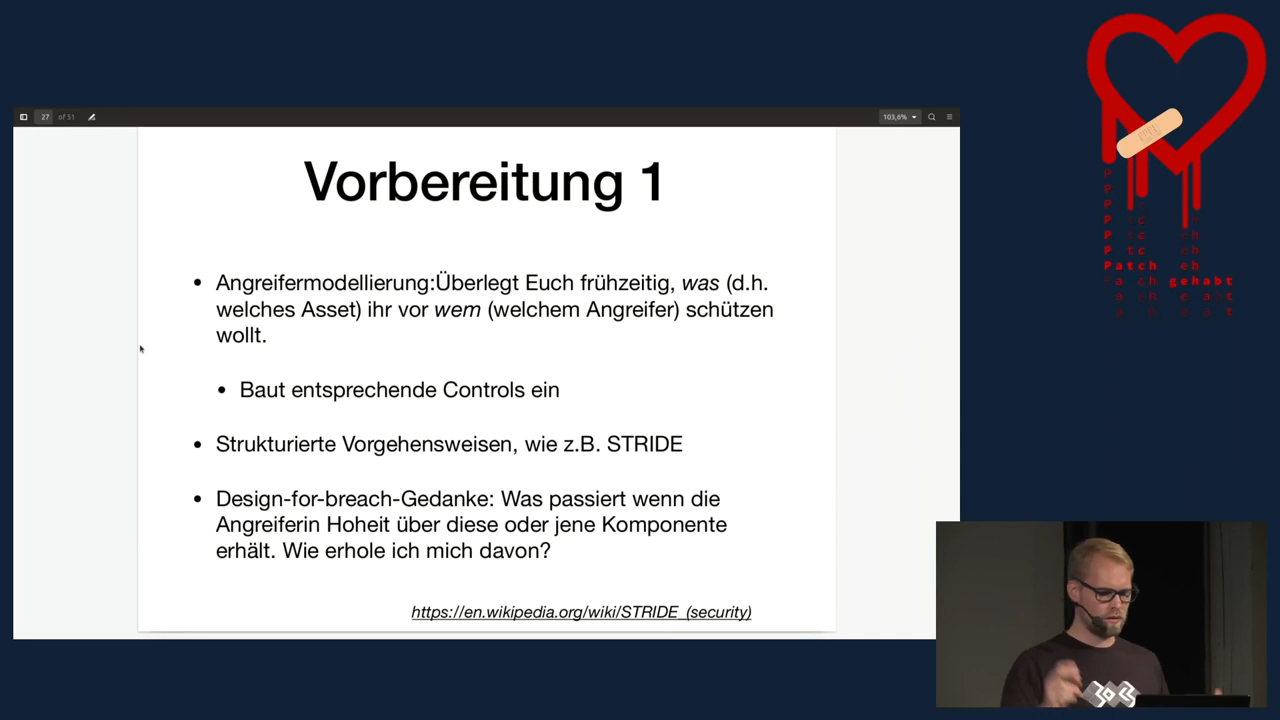 27 of 51
103,6%
Vorbereitung 1
• Angreifermodellierung:Überlegt Euch frühzeitig, was (d.h.
welches Asset) ihr vor wem (welchem Angreifer) schützen
wollt.
• Baut entsprechende Controls ein
• Strukturierte Vorgehensweisen, wie z.B. STRIDE
• Design-for-breach-Gedanke: Was passiert wenn die
Angreiferin Hoheit über diese oder jene Komponente
erhält. Wie erhole ich mich davon?
https://en.wikipedia.org/wiki/STRIDE_(security)
Patch eh
Patch gehabt